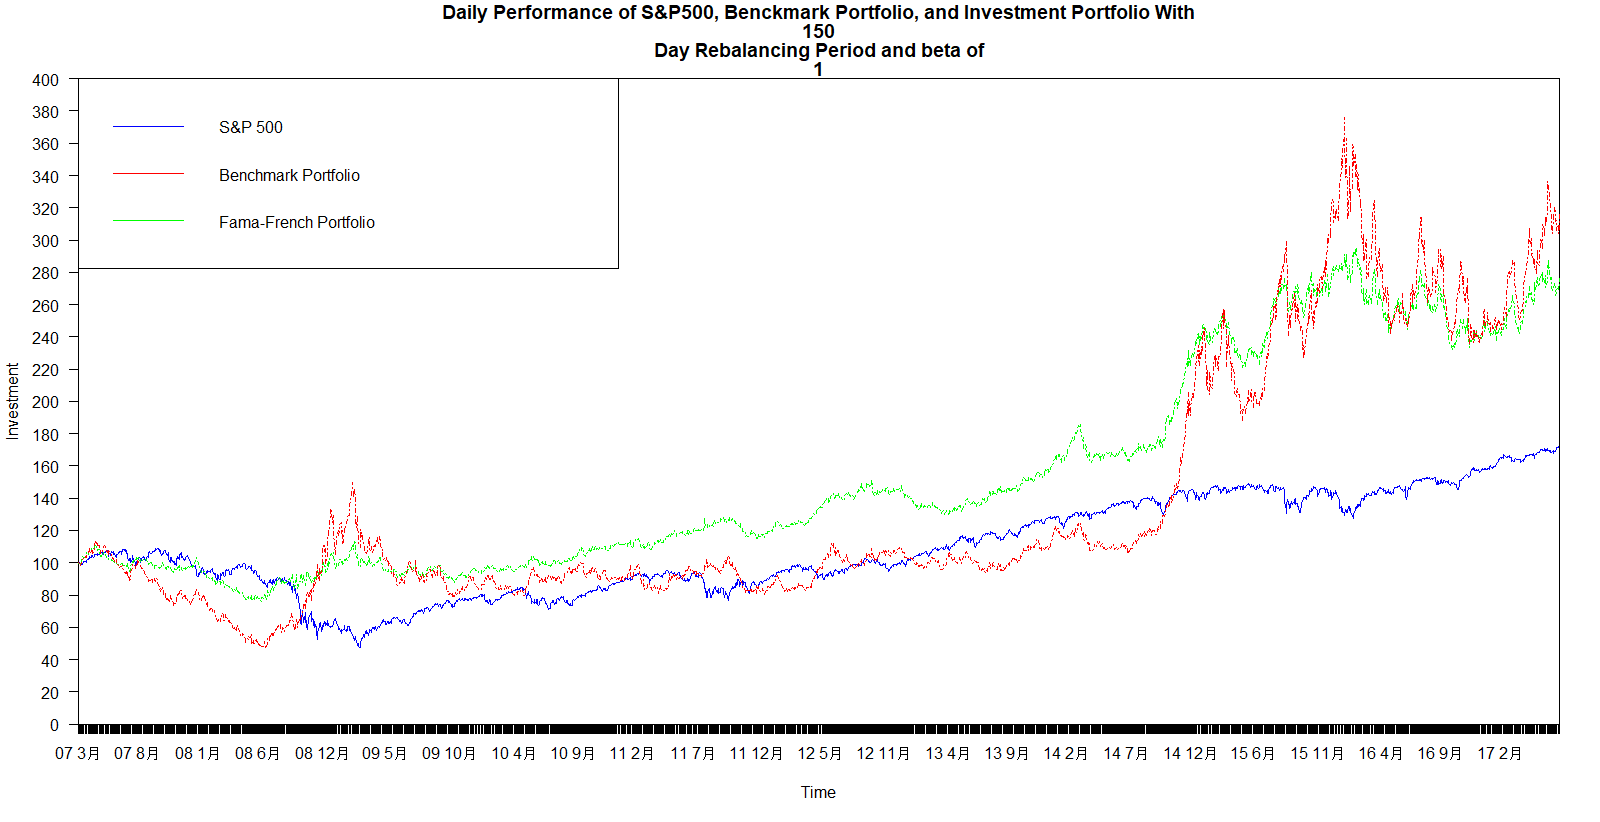 Daily Performance of S&P500, Benckmark Portfolio, and Investment Portfolio With
150
Day Rebalancing Period and beta of
1
400
380
360
340
320
300
280
260
240
220
200
180
160
140
120
100
80
60
40
20
0
Investment
S&P 500
Benchmark Portfolio
Fama-French Portfolio
07 3月 07 8月 08 1月 08 6月 08 12月 09 5月 09 10月 10 4月 10 9月 11 2月 11 7月 11 12月 12 5月 12 11月 13 4月 13 9月 14 2月 14 7月 14 12月 15 6月 15 11月 16 4月 16 9月 17 2月
Time